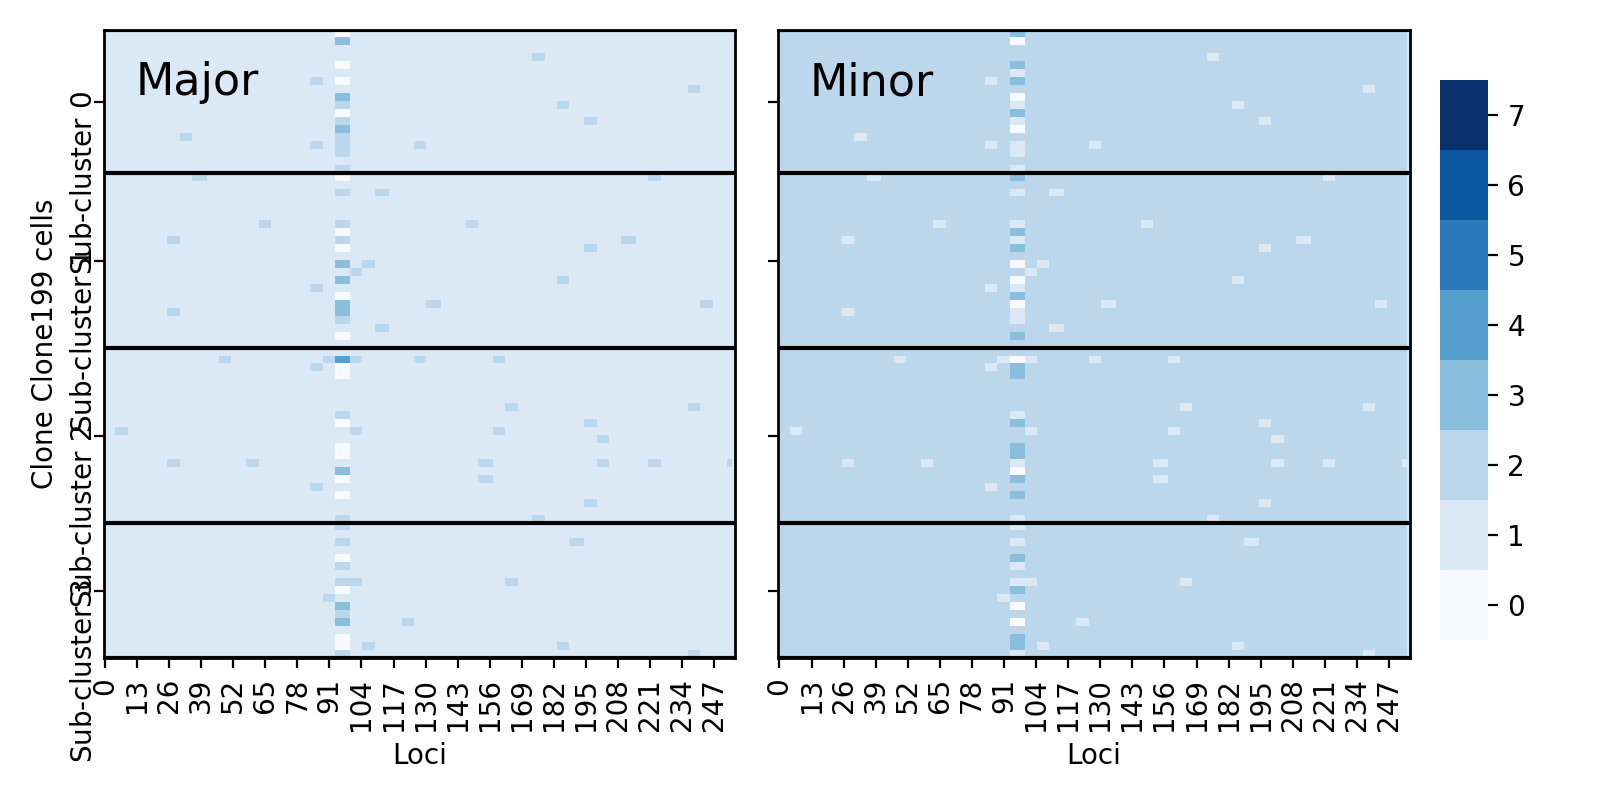 Major
Minor
Clone Clone199 cells
Sub-cluster 0
Sub-cluster 1
Sub-cluster 2
Sub-cluster 3
0 13 26 39 52 65 78 91 104 117 130 143 156 169 182 195 208 221 234 247
Loci
0 13 26 39 52 65 78 91 104 117 130 143 156 169 182 195 208 221 234 247
Loci
7
6
5
4
3
2
1
0